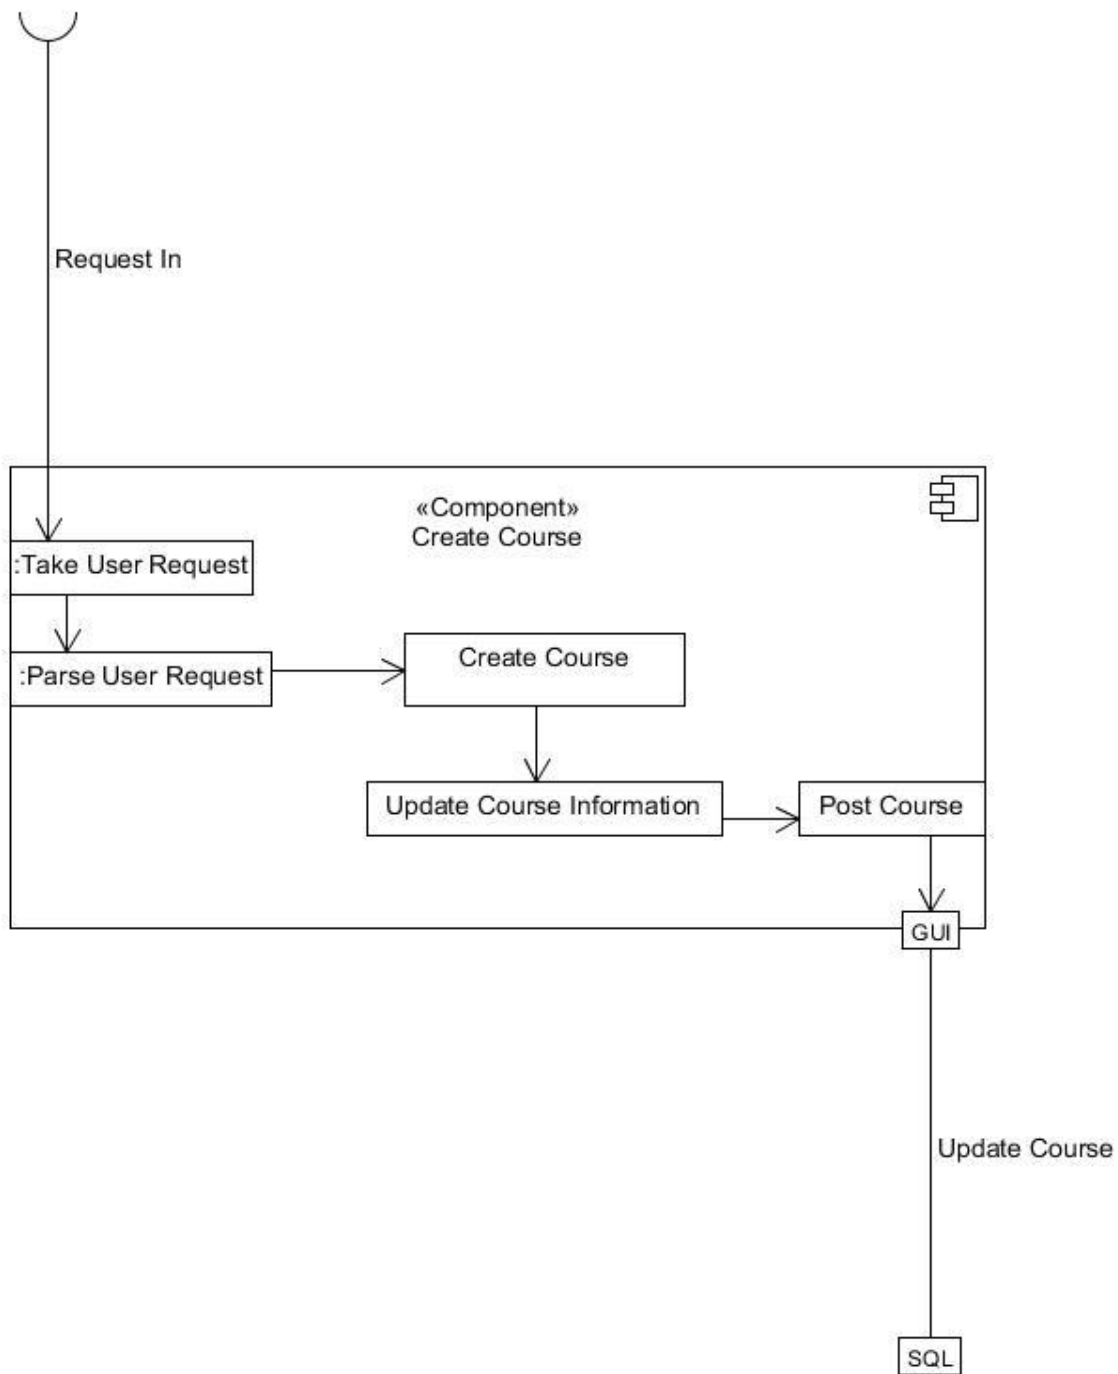 Request In
«Component»
Create Course
:Take User Request
:Parse User Request
Create Course
Update Course Information
Post Course
GUI
Update Course
SQL